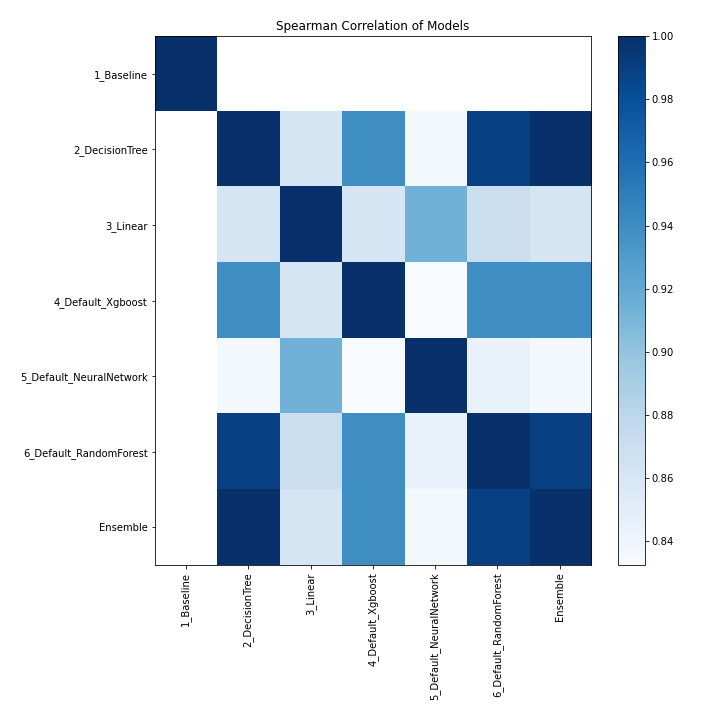 Spearman Correlation of Models
1_Baseline
2_DecisionTree
3_Linear
4_Default_Xgboost
5_Default_NeuralNetwork
6_Default_RandomForest
Ensemble
1_Baseline
2_DecisionTree
3_Linear
4_Default_Xgboost
5_Default_NeuralNetwork
6_Default_RandomForest
Ensemble
1.00
0.98
0.96
0.94
0.92
0.90
0.88
0.86
0.84